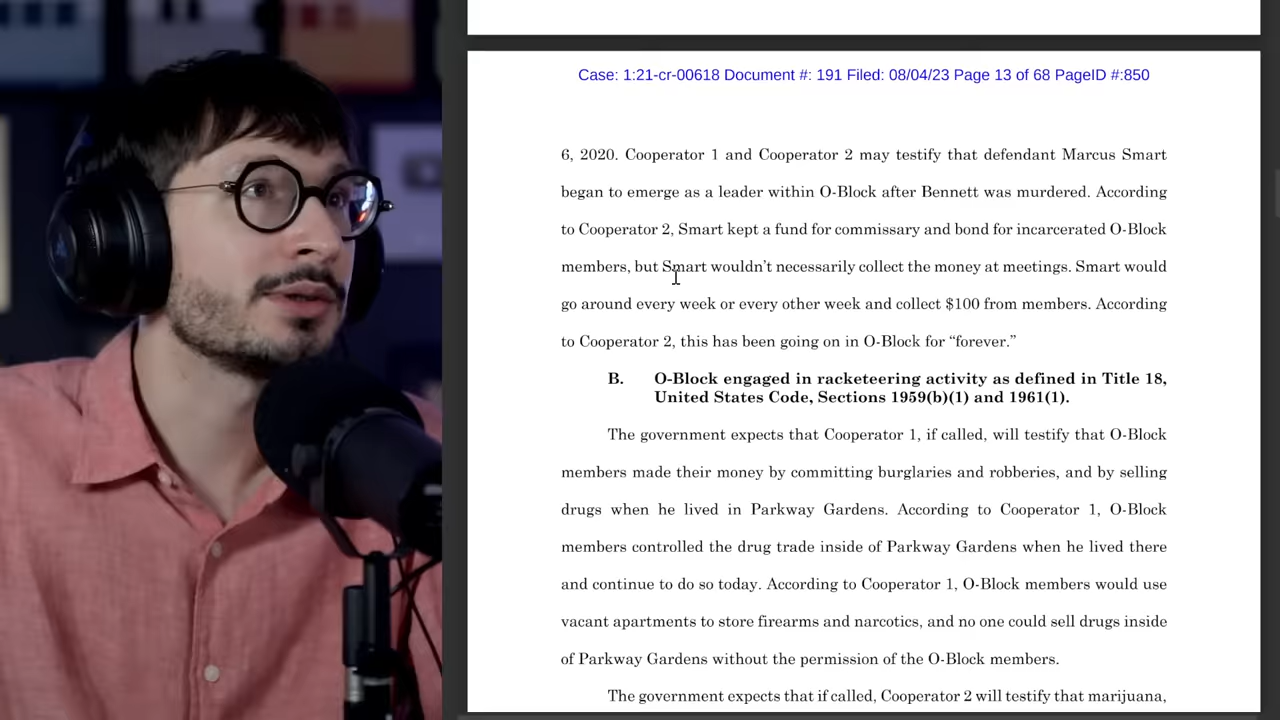 Case: 1:21-cr-00618 Document #: 191 Filed: 08/04/23 Page 13 of 68 PageID #:850
6, 2020. Cooperator 1 and Cooperator 2 may testify that defendant Marcus Smart
began to emerge as a leader within O-Block after Bennett was murdered. According
to Cooperator 2, Smart kept a fund for commissary and bond for incarcerated O-Block
members, but Smart wouldn’t necessarily collect the money at meetings. Smart would
go around every week or every other week and collect $100 from members. According
to Cooperator 2, this has been going on in O-Block for “forever.”
B. O-Block engaged in racketeering activity as defined in Title 18,
United States Code, Sections 1959(b)(1) and 1961(1).
The government expects that Cooperator 1, if called, will testify that O-Block
members made their money by committing burglaries and robberies, and by selling
drugs when he lived in Parkway Gardens. According to Cooperator 1, O-Block
members controlled the drug trade inside of Parkway Gardens when he lived there
and continue to do so today. According to Cooperator 1, O-Block members would use
vacant apartments to store firearms and narcotics, and no one could sell drugs inside
of Parkway Gardens without the permission of the O-Block members.
The government expects that if called, Cooperator 2 will testify that marijuana,